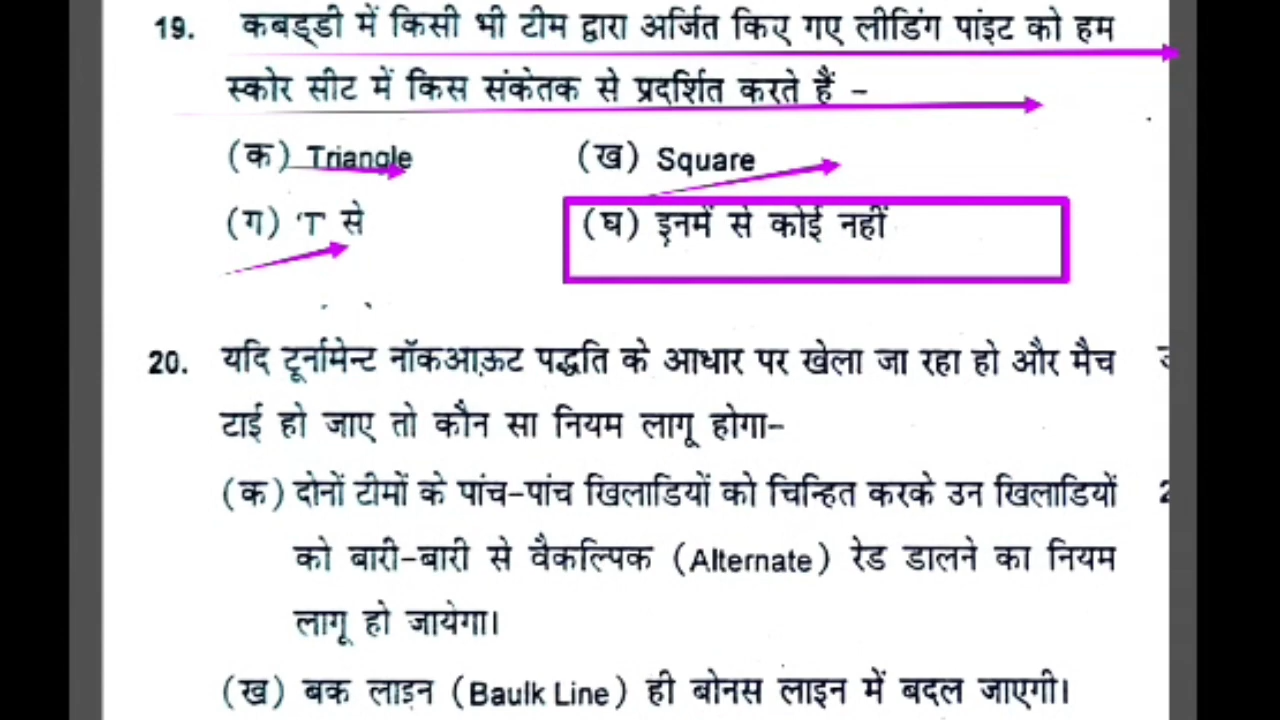 19. कबड्डी में किसी भी टीम द्वारा अर्जित किए गए लीडिंग पांइट को हम
स्कोर सीट में किस संकेतक से प्रदर्शित करते हैं –
(क) Triangle (ख) Square
(ग) 'T' से (घ) इनमें से कोई नहीं
20. यदि टूर्नामेन्ट नॉकआऊट पद्धति के आधार पर खेला जा रहा हो और मैच
टाई हो जाए तो कौन सा नियम लागू होगा–
(क) दोनों टीमों के पांच-पांच खिलाडियों को चिन्हित करके उन खिलाडियों
को बारी-बारी से वैकल्पिक (Alternate) रेड डालने का नियम
लागू हो जायेगा।
(ख) बक लाइन (Baulk Line) ही बोनस लाइन में बदल जाएगी।